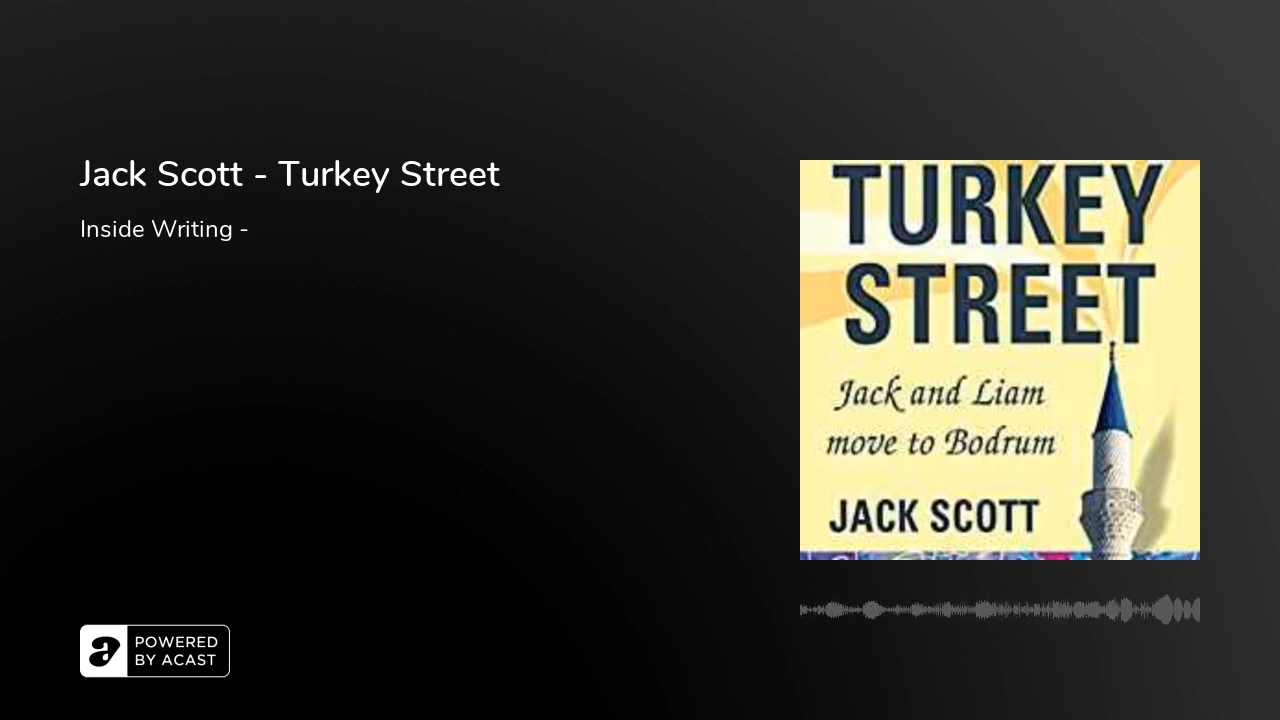 Jack Scott - Turkey Street
Inside Writing -
TURKEY
STREET
Jack and Liam
move to Bodrum
JACK SCOTT
a POWERED
BY ACAST